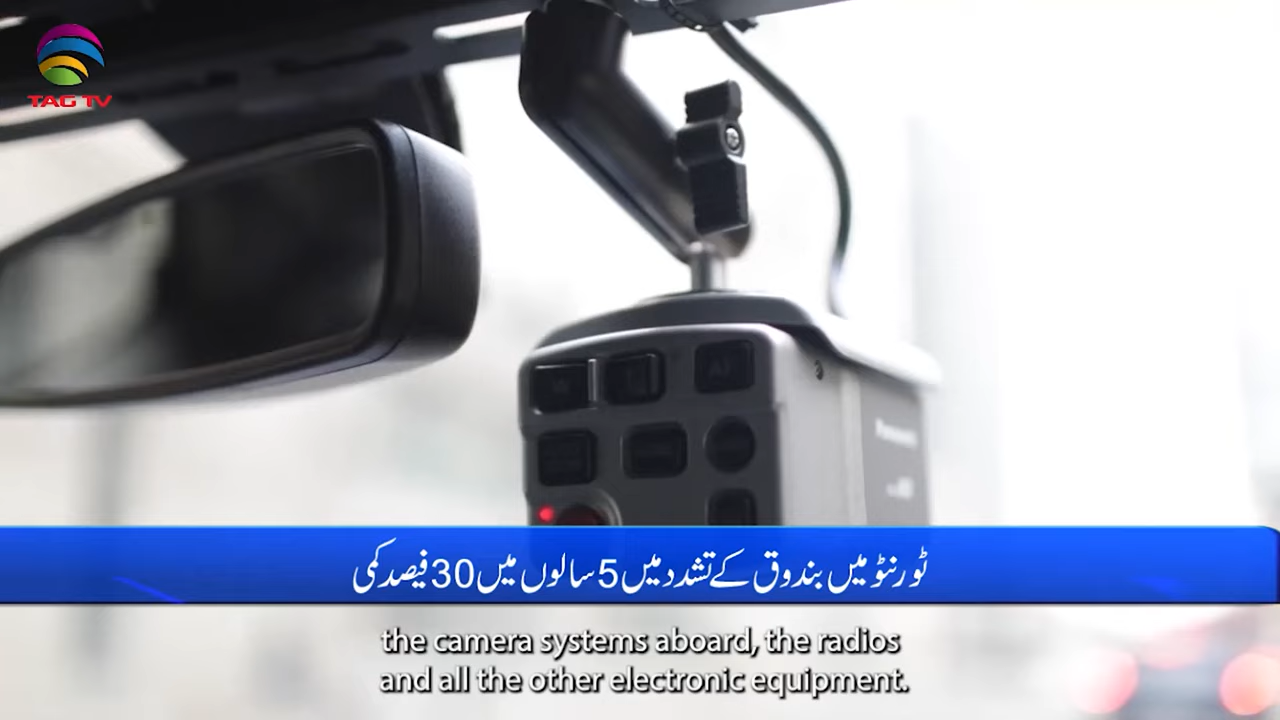 TAG TV
ٹورنٹو میں بندوق کے تشدد میں 5 سالوں میں 30 فیصد کمی
the camera systems aboard, the radios
and all the other electronic equipment.